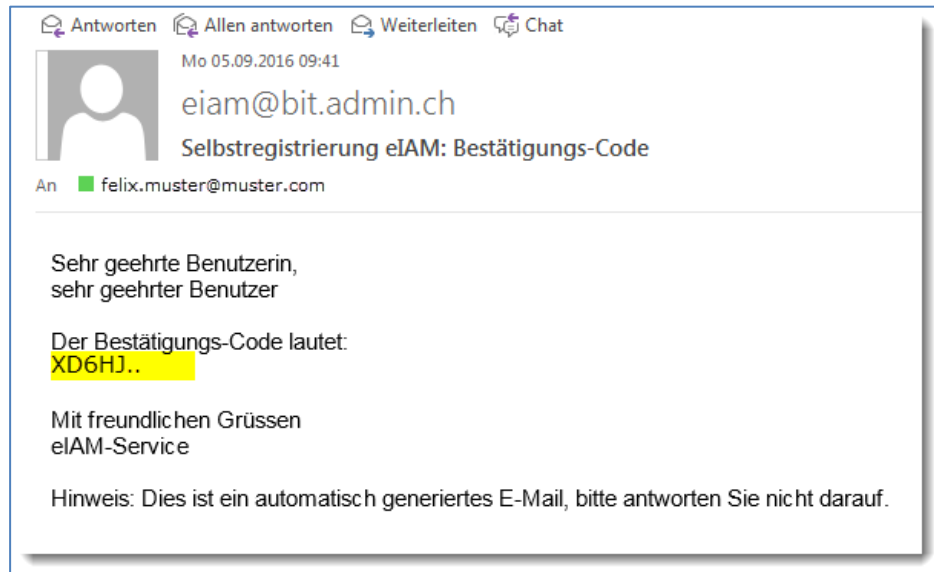 Antworten Allen antworten Weiterleiten Chat
Mo 05.09.2016 09:41
eiam@bit.admin.ch
Selbstregistrierung eIAM: Bestätigungs-Code
An felix.muster@muster.com
Sehr geehrte Benutzerin,
sehr geehrter Benutzer
Der Bestätigungs-Code lautet:
XD6HJ..
Mit freundlichen Grüssen
eIAM-Service
Hinweis: Dies ist ein automatisch generiertes E-Mail, bitte antworten Sie nicht darauf.